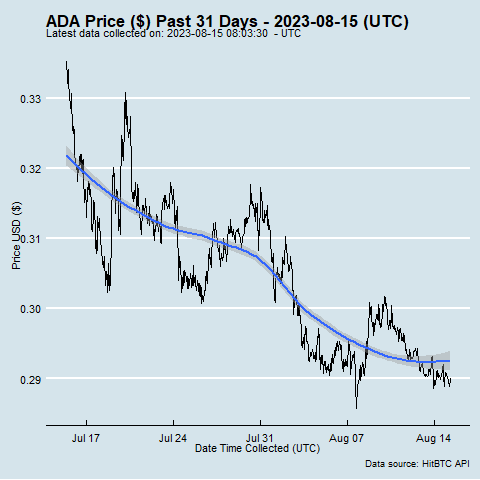 ADA Price ($) Past 31 Days - 2023-08-15 (UTC)
Latest data collected on: 2023-08-15 08:03:30  - UTC
Price USD ($)
0.33
0.32
0.31
0.30
0.29
Jul 17
Jul 24
Jul 31
Aug 07
Aug 14
Date Time Collected (UTC)
Data source: HitBTC API